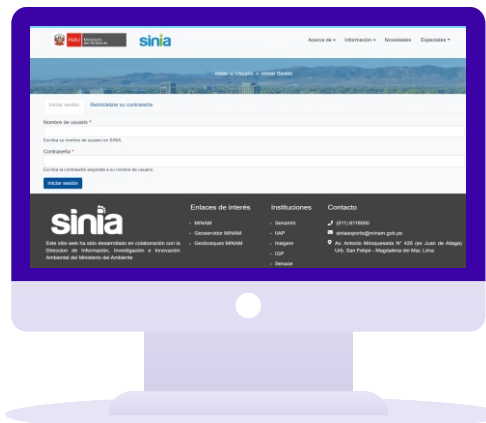 PERÚ Ministerio del Ambiente sinia Acerca de Información Novedades Especiales
Inicio » Usuario » Iniciar Sesión
Iniciar sesión Reinicializar su contraseña
Nombre de usuario *
Escriba su nombre de usuario en SINIA.
Contraseña *
Escriba la contraseña asignada a su nombre de usuario.
Iniciar sesión
sinia
Este sitio web ha sido desarrollado en colaboración con la
Direccion de Información, Investigación e Innovación
Ambiental del Ministerio del Ambiente
Enlaces de interés
- MINAM
- Geoservidor MINAM
- Geobosques MINAM
Instituciones
- Senamhi
- IIAP
- Inaigem
- IGP
- Senace
Contacto
(511) 6116000
siniasoporte@minam.gob.pe
Av. Antonio Miroquesada N° 425 (ex Juan de Aliaga)
Urb. San Felipe - Magdalena del Mar, Lima